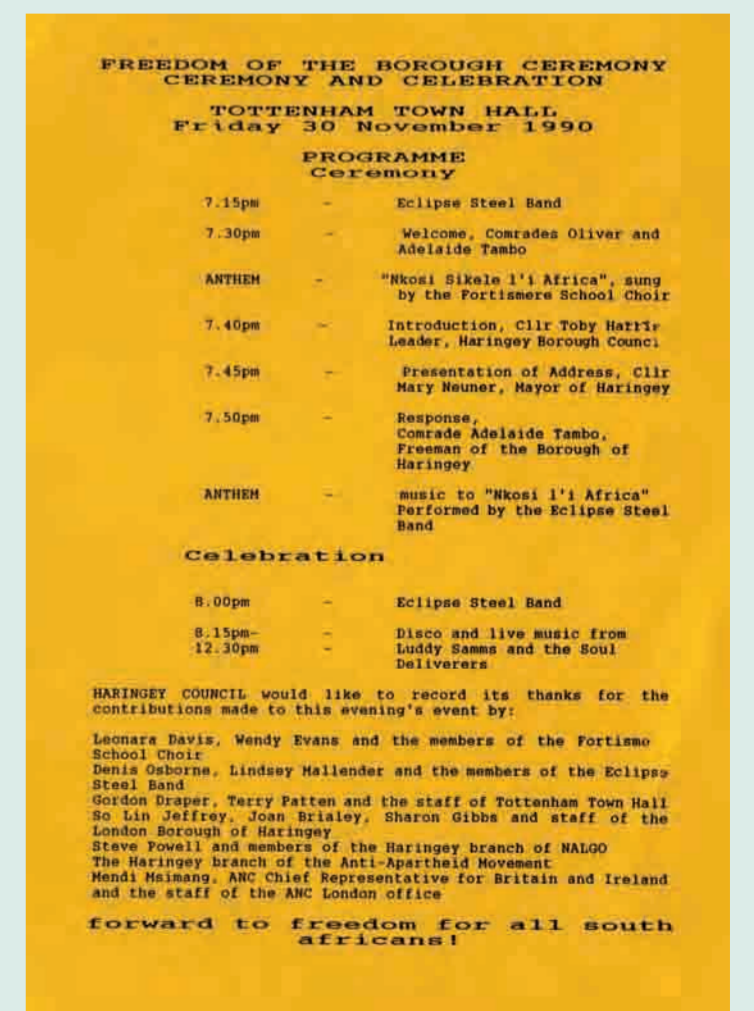 FREEDOM OF THE BOROUGH CEREMONY
CEREMONY AND CELEBRATION
TOTTENHAM TOWN HALL
Friday 30 November 1990
PROGRAMME
Ceremony
7.15pm - Eclipse Steel Band
7.30pm - Welcome, Comrades Oliver and
Adelaide Tambo
ANTHEM - "Nkosi Sikele l'i Africa", sung
by the Fortismere School Choir
7.40pm - Introduction, Cllr Toby
Leader, Haringey Borough Counci
7.45pm - Presentation of Address, Cllr
Mary Neuner, Mayor of Haringey
7.50pm - Response,
Comrade Adelaide Tambo,
Freeman of the Borough of
Haringey
ANTHEM - music to "Nkosi l'i Africa"
Performed by the Eclipse Steel
Band
Celebration
8.00pm - Eclipse Steel Band
8.15pm- - Disco and live music from
12.30pm - Luddy Samms and the Soul
Deliverers
HARINGEY COUNCIL would like to record its thanks for the
contributions made to this evening's event by:
Leonara Davis, Wendy Evans and the members of the Fortisme
School Choir
Denis Osborne, Lindsey Mallender and the members of the Eclipse
Steel Band
Gordon Draper, Terry Patten and the staff of Tottenham Town Hall
So Lin Jeffrey, Joan Brialey, Sharon Gibbs and staff of the
London Borough of Haringey
Steve Powell and members of the Haringey branch of NALGO
The Haringey branch of the Anti-Apartheid Movement
Mendi Msimang, ANC Chief Representative for Britain and Ireland
and the staff of the ANC London office
forward to freedom for all south
africans!